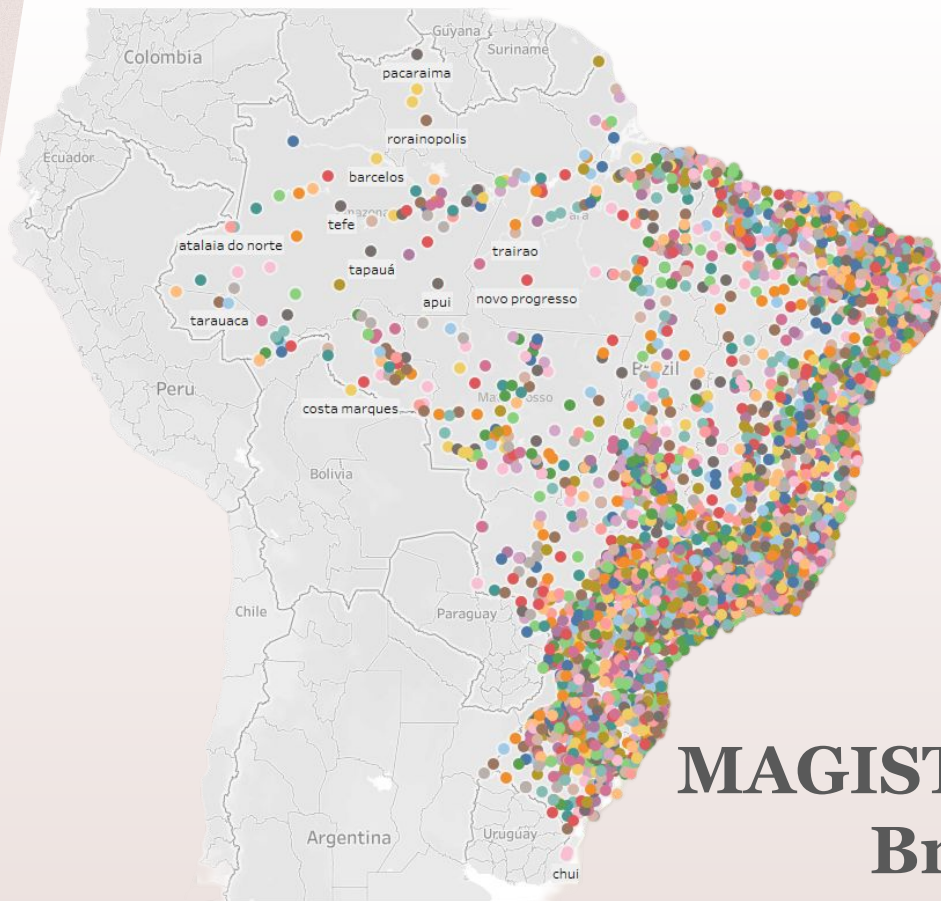 Guyana
Suriname
Colombia
pacaraima
rorainopolis
Ecuador
barcelos
tefe
atalaia do norte
trairao
tapauá
apui
novo progresso
tarauaca
Peru
costa marques
Bolivia
Chile
Paraguay
MAGIST
Argentina
Uruguay
Br
chui